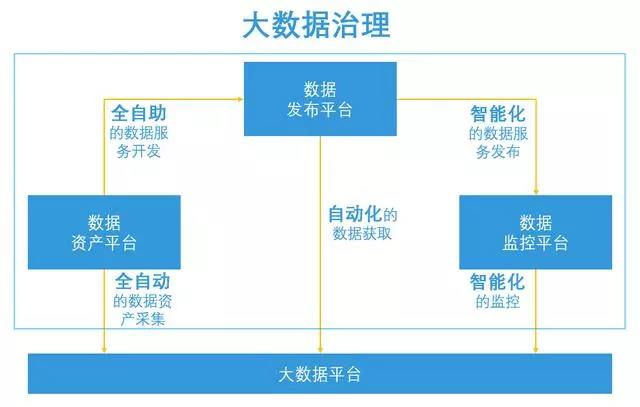 大数据治理
数据
发布平台
全自助
的数据服
务开发
智能化
的数据服
务发布
数据
资产平台
自动化的
数据获取
数据
监控平台
全自动
的数据资
产采集
智能化
的监控
大数据平台